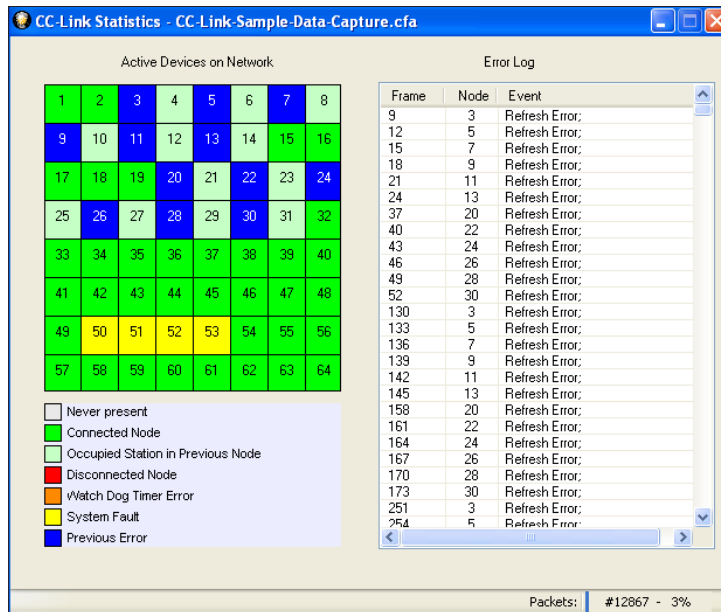 CC-Link Statistics - CC-Link-Sample-Data-Capture.cfa
Active Devices on Network
1 2 3 4 5 6 7 8
9 10 11 12 13 14 15 16
17 18 19 20 21 22 23 24
25 26 27 28 29 30 31 32
33 34 35 36 37 38 39 40
41 42 43 44 45 46 47 48
49 50 51 52 53 54 55 56
57 58 59 60 61 62 63 64
Never present
Connected Node
Occupied Station in Previous Node
Disconnected Node
Watch Dog Timer Error
System Fault
Previous Error
Error Log
Frame Node Event
9 3 Refresh Error;
12 5 Refresh Error;
15 7 Refresh Error;
18 9 Refresh Error;
21 11 Refresh Error;
24 13 Refresh Error;
37 20 Refresh Error;
40 22 Refresh Error;
43 24 Refresh Error;
46 26 Refresh Error;
49 28 Refresh Error;
52 30 Refresh Error;
130 3 Refresh Error;
133 5 Refresh Error;
136 7 Refresh Error;
139 9 Refresh Error;
142 11 Refresh Error;
145 13 Refresh Error;
158 20 Refresh Error;
161 22 Refresh Error;
164 24 Refresh Error;
167 26 Refresh Error;
170 28 Refresh Error;
173 30 Refresh Error;
251 3 Refresh Error;
254 5 Refresh Error;
Packets: #12867 - 3%